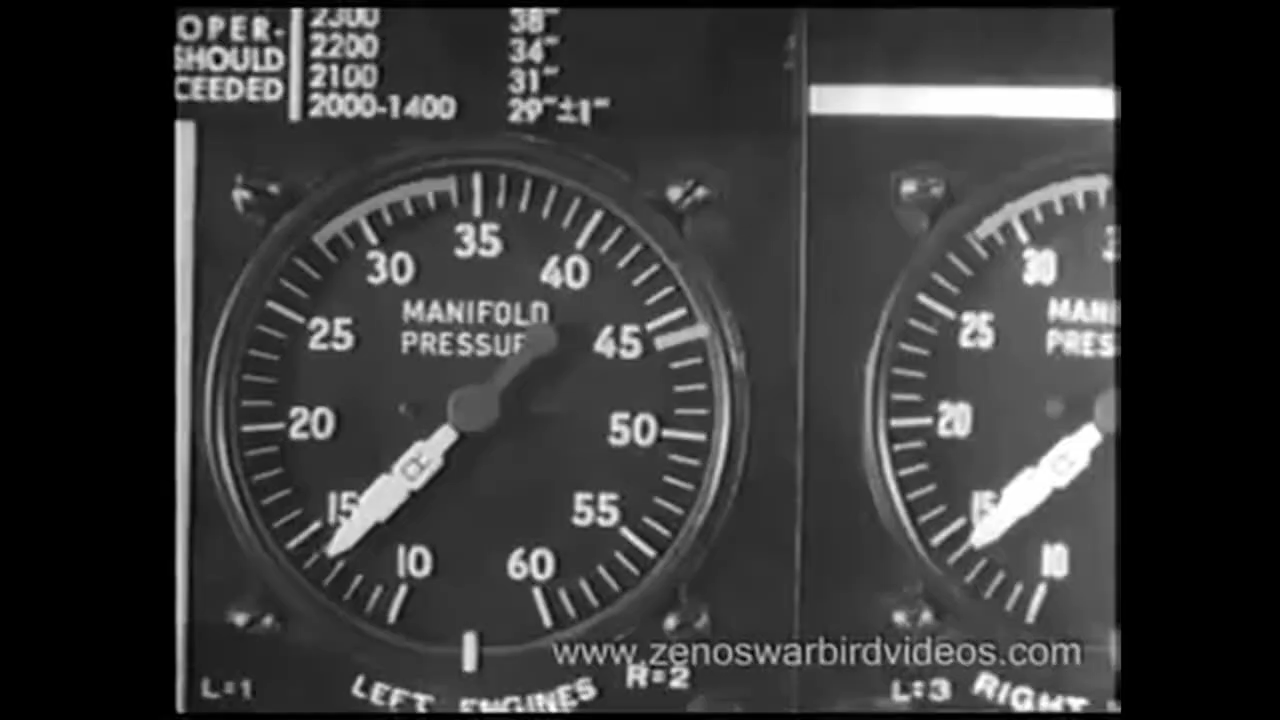 OPER-
SHOULD
CEEDED
2300 38"
2200 34"
2100 31"
2000-1400 29"±1"
35
30 40
25 45
MANIFOLD
PRESSUR
20 50
15 55
10 60
L=1 LEFT ENGINES R=2
30
25
MANI
PRES
20
15
10
L=3 RIGHT
www.zenoswarbirdvideos.com